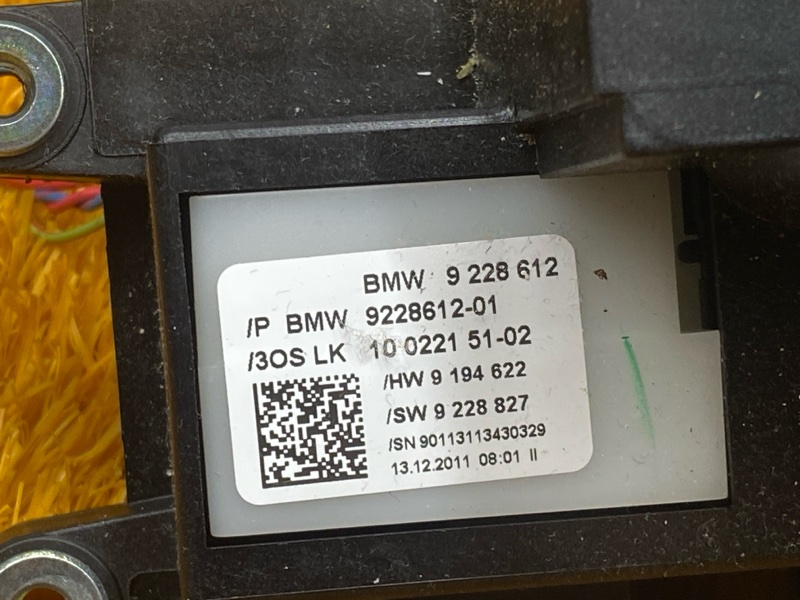 BMW 9 228 612
/P BMW 9228612-01
/3OS LK 10 0221 51-02
/HW 9 194 622
/SW 9 228 827
/SN 90113113430329
13.12.2011 08:01 II